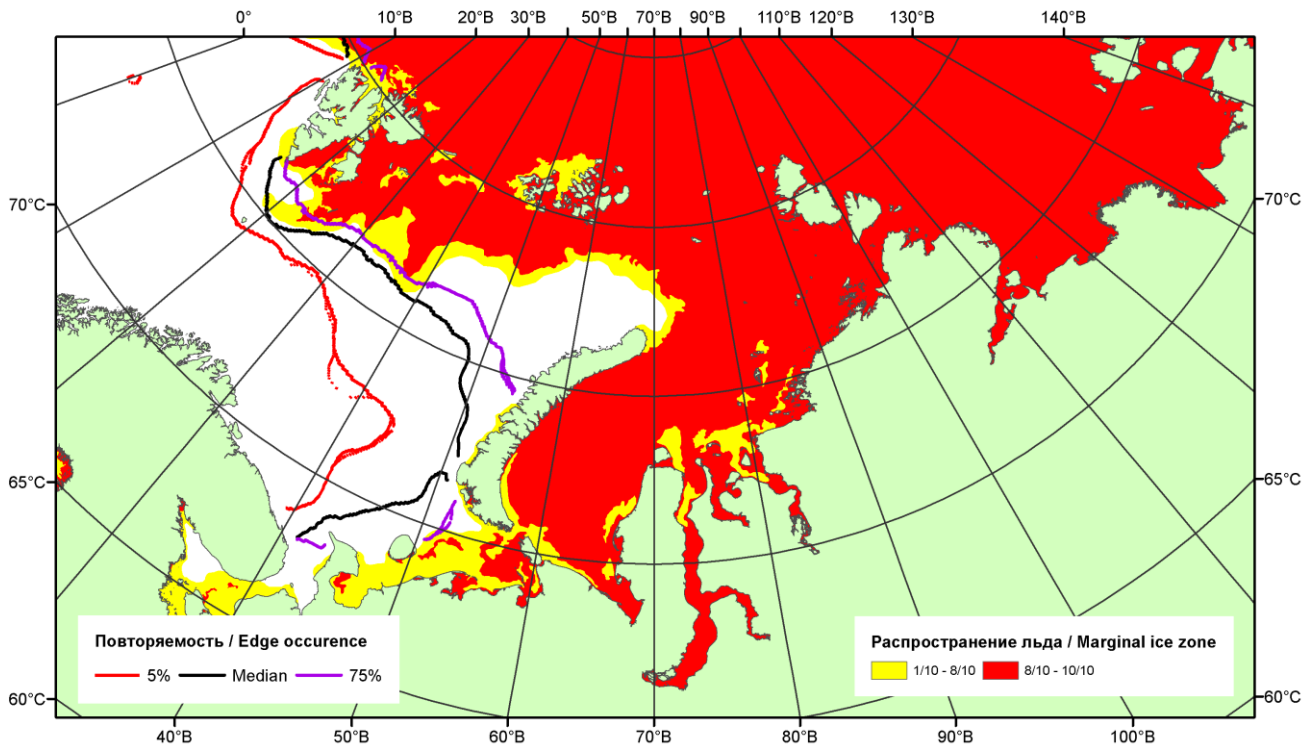 0° 10°В 20°В 30°В 50°В 70°В 90°В 110°В 120°В 130°В 140°В
70°С 70°С
65°С 65°С
60°С 60°С
Повторяемость / Edge occurence
5% Median 75%
Распространение льда / Marginal ice zone
1/10 - 8/10 8/10 - 10/10
40°В 50°В 60°В 70°В 80°В 90°В 100°В